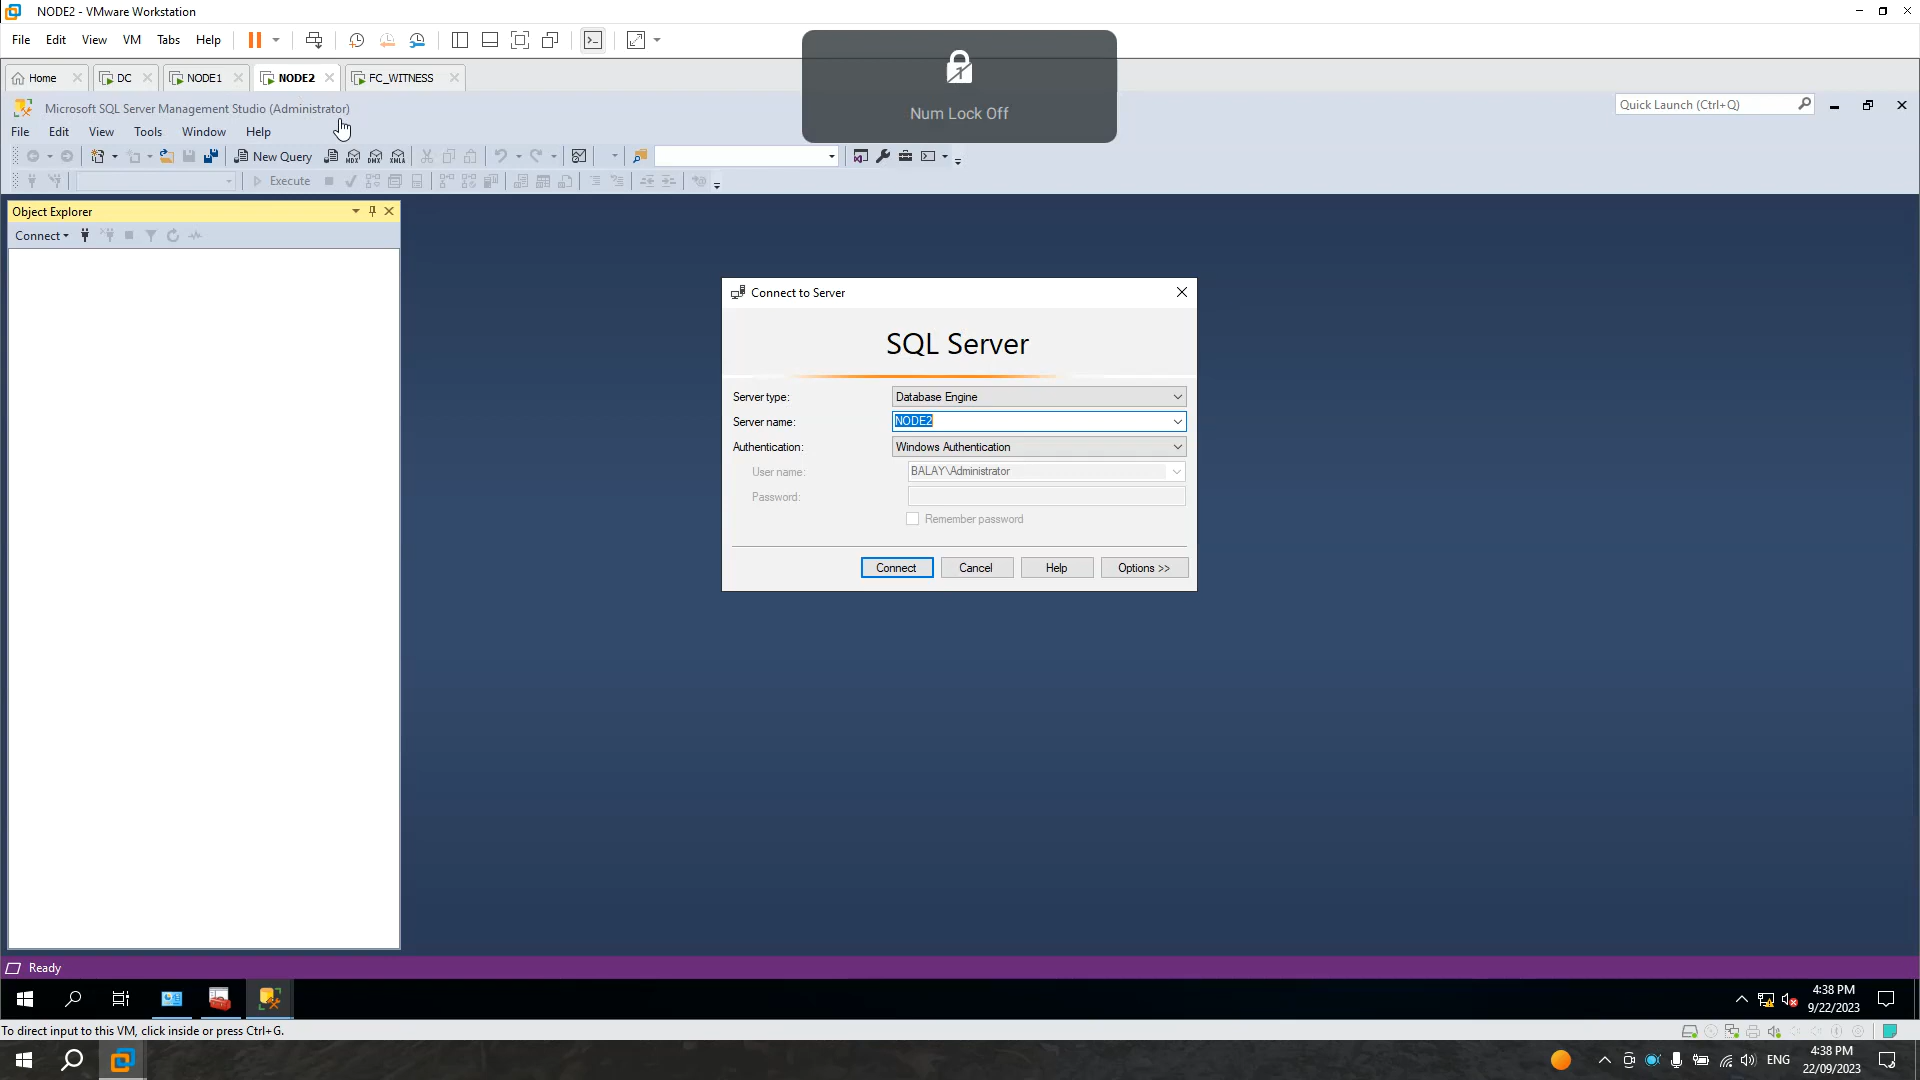 NODE2 - VMware Workstation
File Edit View VM Tabs Help
Num Lock Off
Home DC NODE1 NODE2 FC_WITNESS
Microsoft SQL Server Management Studio (Administrator)
Quick Launch (Ctrl+Q)
File Edit View Tools Window Help
New Query MDX DMX XMLA
Execute
Object Explorer
Connect
Connect to Server
SQL Server
Server type: Database Engine
Server name: NODE2
Authentication: Windows Authentication
User name: BALAY\Administrator
Password:
Remember password
Connect Cancel Help Options >>
Ready
4:38 PM
9/22/2023
To direct input to this VM, click inside or press Ctrl+G.
ENG
4:38 PM
22/09/2023